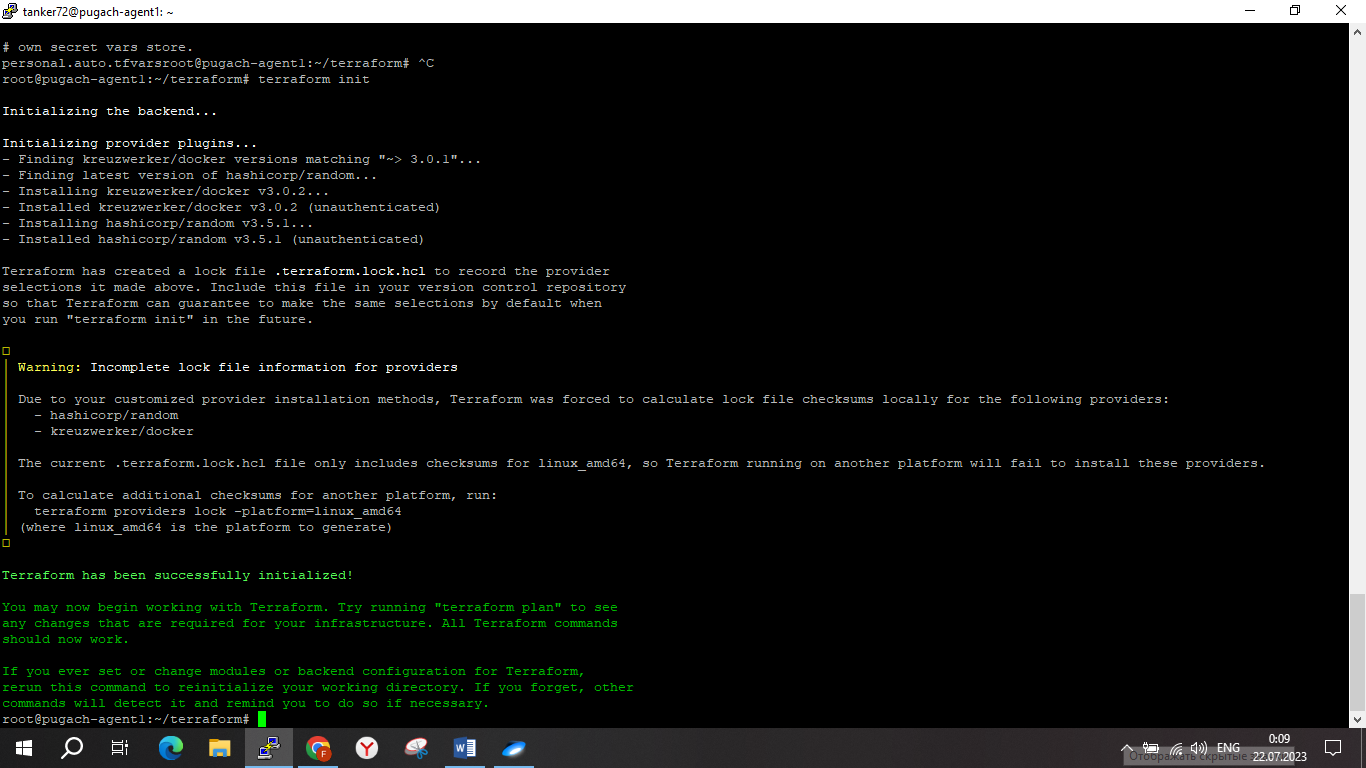 tanker72@pugach-agent1: ~
# own secret vars store.
personal.auto.tfvarsroot@pugach-agent1:~/terraform# ^C
root@pugach-agent1:~/terraform# terraform init
Initializing the backend...
Initializing provider plugins...
- Finding kreuzwerker/docker versions matching "~> 3.0.1"...
- Finding latest version of hashicorp/random...
- Installing kreuzwerker/docker v3.0.2...
- Installed kreuzwerker/docker v3.0.2 (unauthenticated)
- Installing hashicorp/random v3.5.1...
- Installed hashicorp/random v3.5.1 (unauthenticated)
Terraform has created a lock file .terraform.lock.hcl to record the provider
selections it made above. Include this file in your version control repository
so that Terraform can guarantee to make the same selections by default when
you run "terraform init" in the future.
Warning: Incomplete lock file information for providers
Due to your customized provider installation methods, Terraform was forced to calculate lock file checksums locally for the following providers:
- hashicorp/random
- kreuzwerker/docker
The current .terraform.lock.hcl file only includes checksums for linux_amd64, so Terraform running on another platform will fail to install these providers.
To calculate additional checksums for another platform, run:
terraform providers lock -platform=linux_amd64
(where linux_amd64 is the platform to generate)
Terraform has been successfully initialized!
You may now begin working with Terraform. Try running "terraform plan" to see
any changes that are required for your infrastructure. All Terraform commands
should now work.
If you ever set or change modules or backend configuration for Terraform,
rerun this command to reinitialize your working directory. If you forget, other
commands will detect it and remind you to do so if necessary.
root@pugach-agent1:~/terraform#
ENG
0:09
22.07.2023
Отображать скрытые